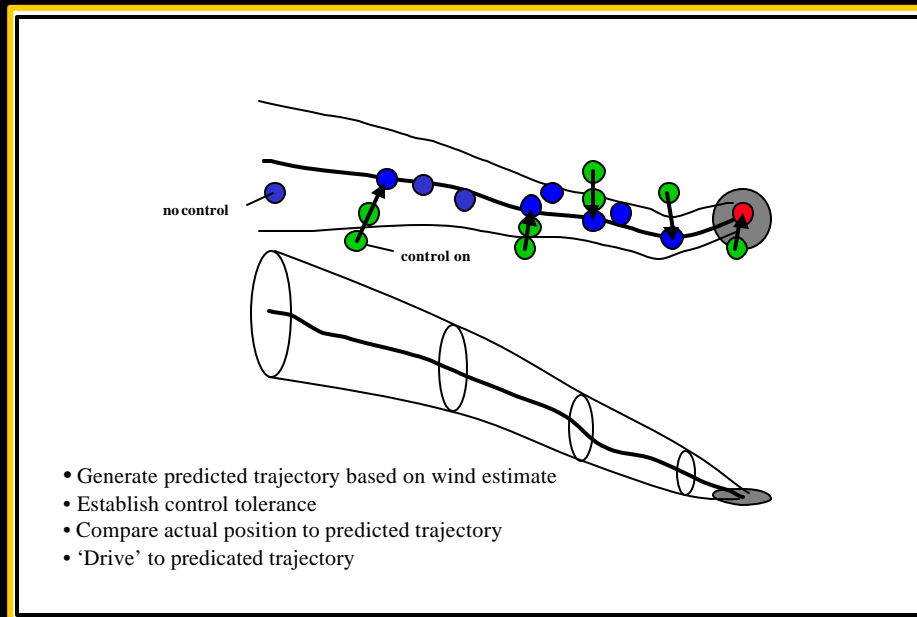 no control
control on
• Generate predicted trajectory based on wind estimate
• Establish control tolerance
• Compare actual position to predicted trajectory
• ‘Drive’ to predicated trajectory